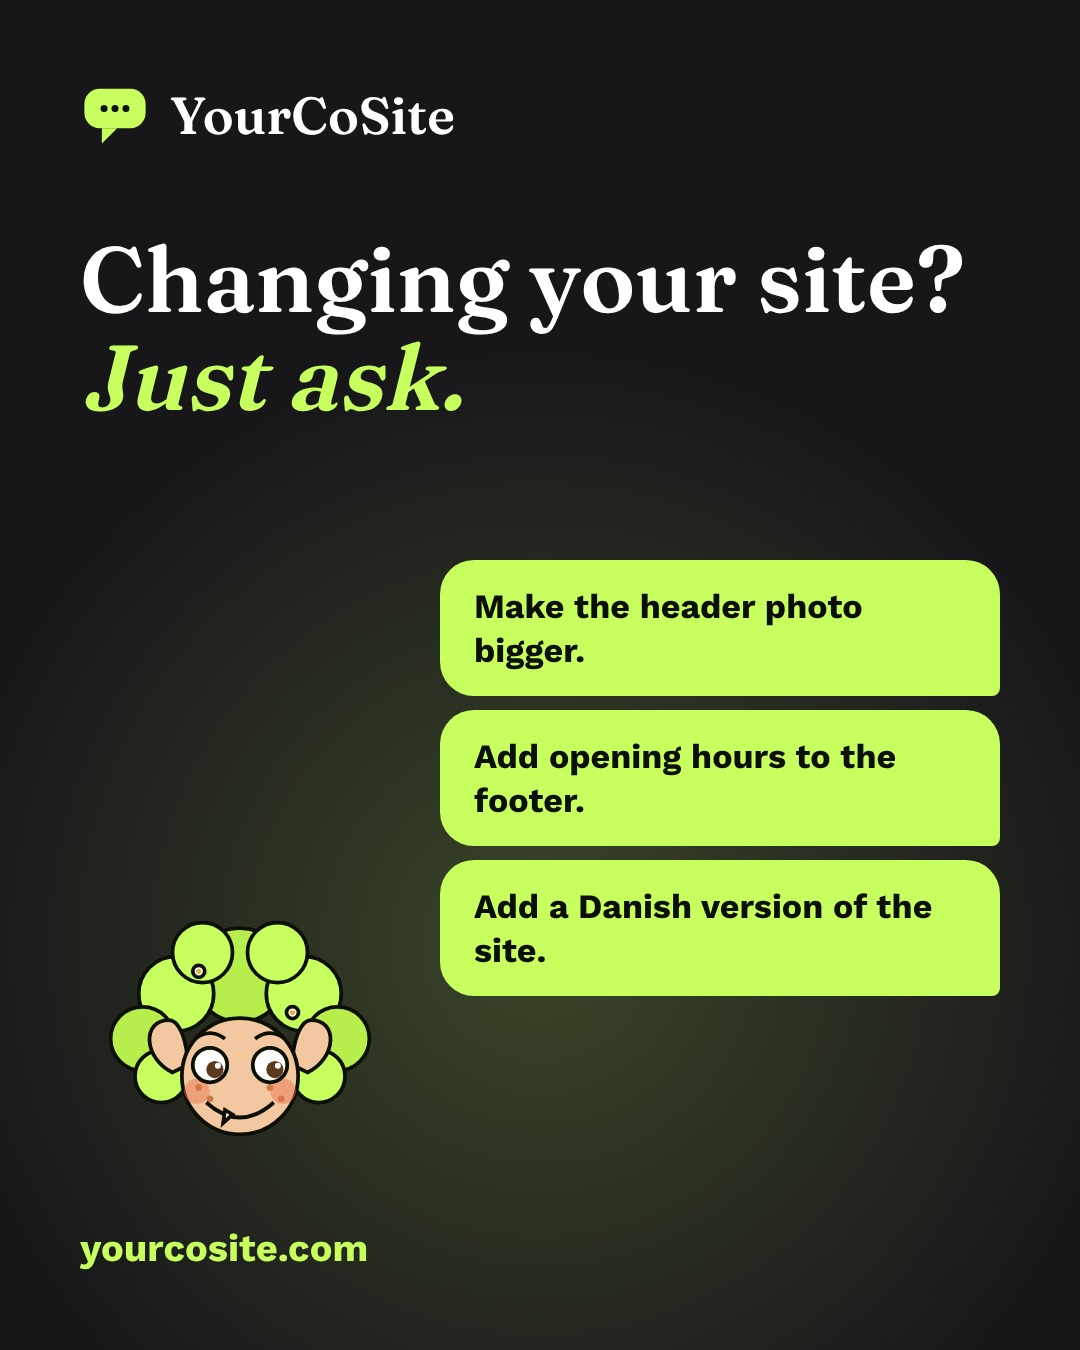 YourCoSite
Changing your site?
Just ask.
Make the header photo
bigger.
Add opening hours to the
footer.
Add a Danish version of the
site.
yourcosite.com